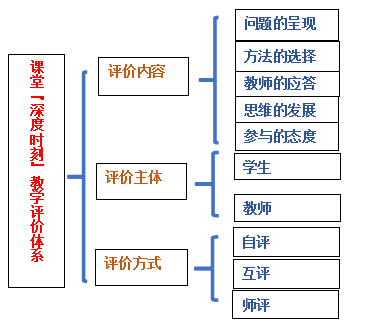 课堂『深度时刻』教学评价体系
评价内容
问题的呈现
方法的选择
教师的应答
思维的发展
参与的态度
评价主体
学生
教师
评价方式
自评
互评
师评